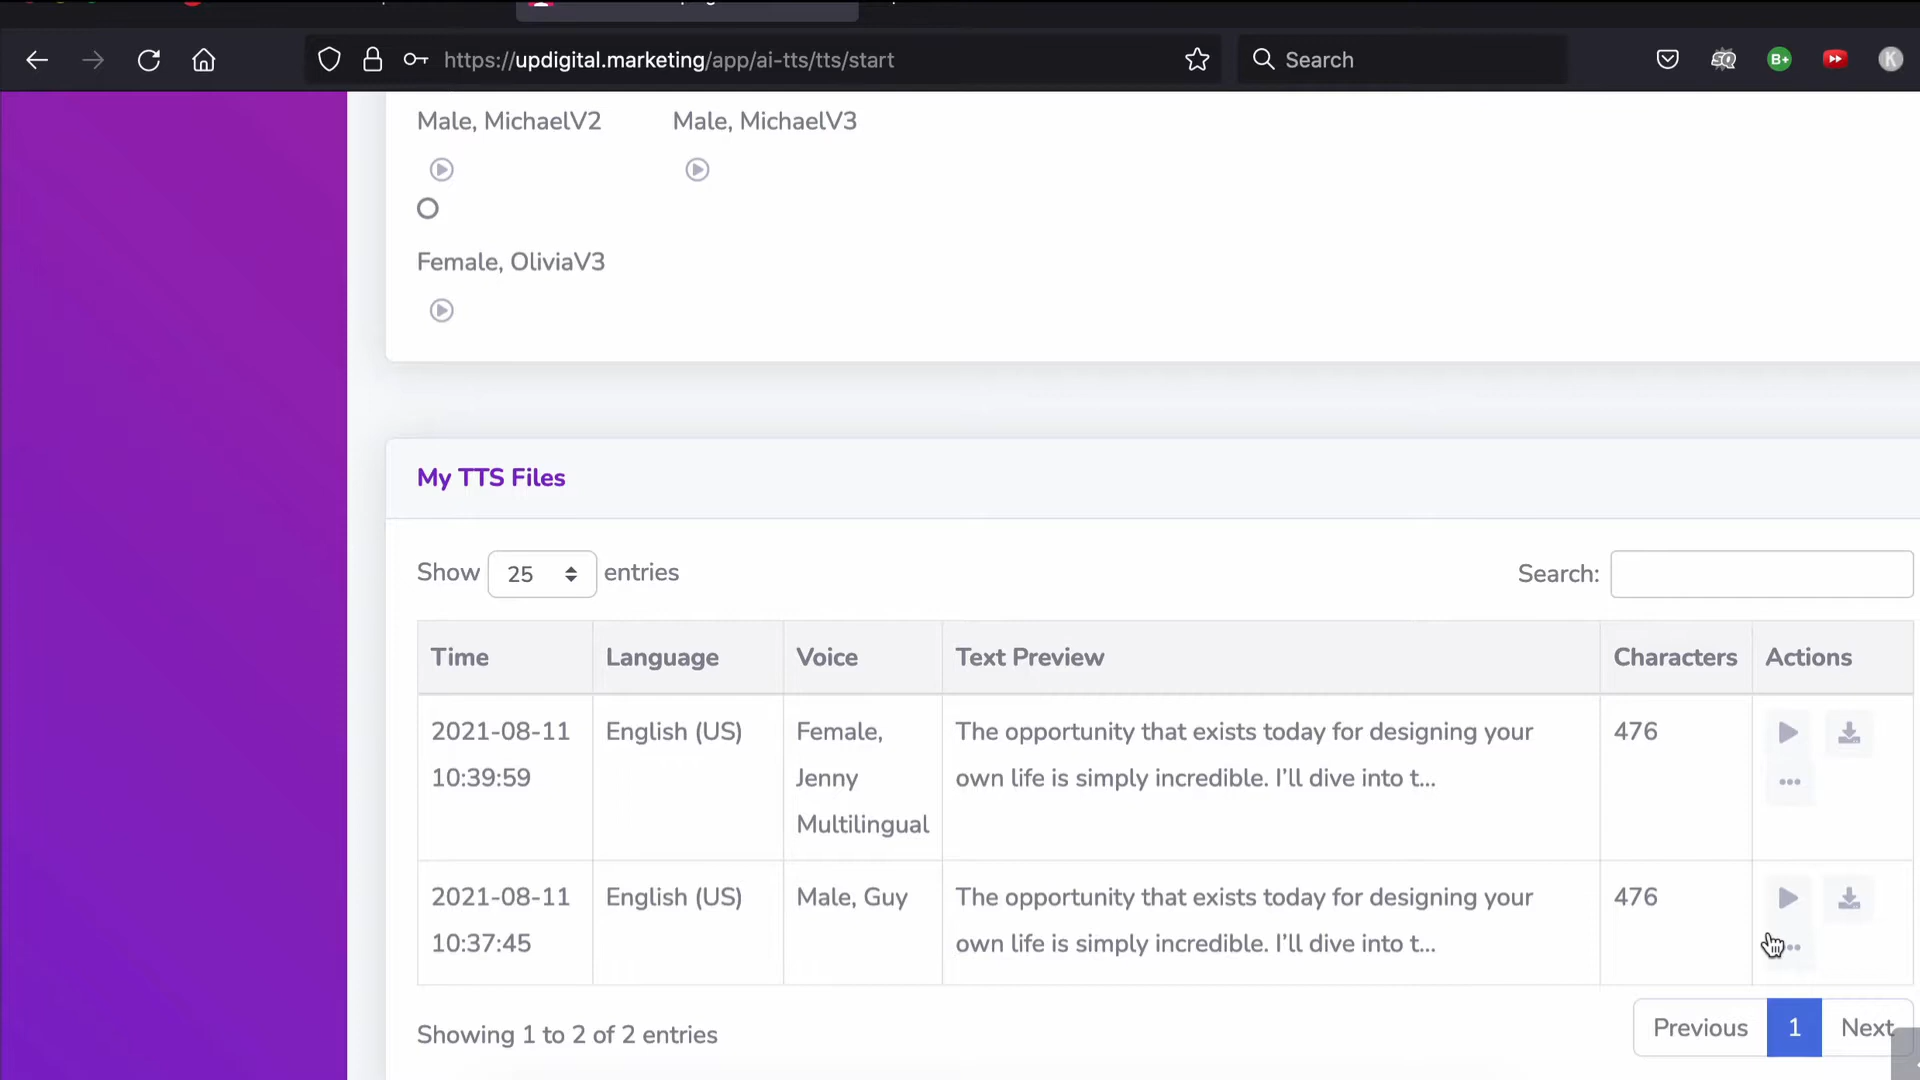 https://updigital.marketing/app/ai-tts/tts/start
Search
B+
K
Male, MichaelV2
Male, MichaelV3
Female, OliviaV3
My TTS Files
Show 25 entries
Search:
Time Language Voice Text Preview Characters Actions
2021-08-11 English (US) Female, The opportunity that exists today for designing your 476
10:39:59 Jenny own life is simply incredible. I'll dive into t...
Multilingual
2021-08-11 English (US) Male, Guy The opportunity that exists today for designing your 476
10:37:45 own life is simply incredible. I'll dive into t...
Showing 1 to 2 of 2 entries
Previous 1 Next